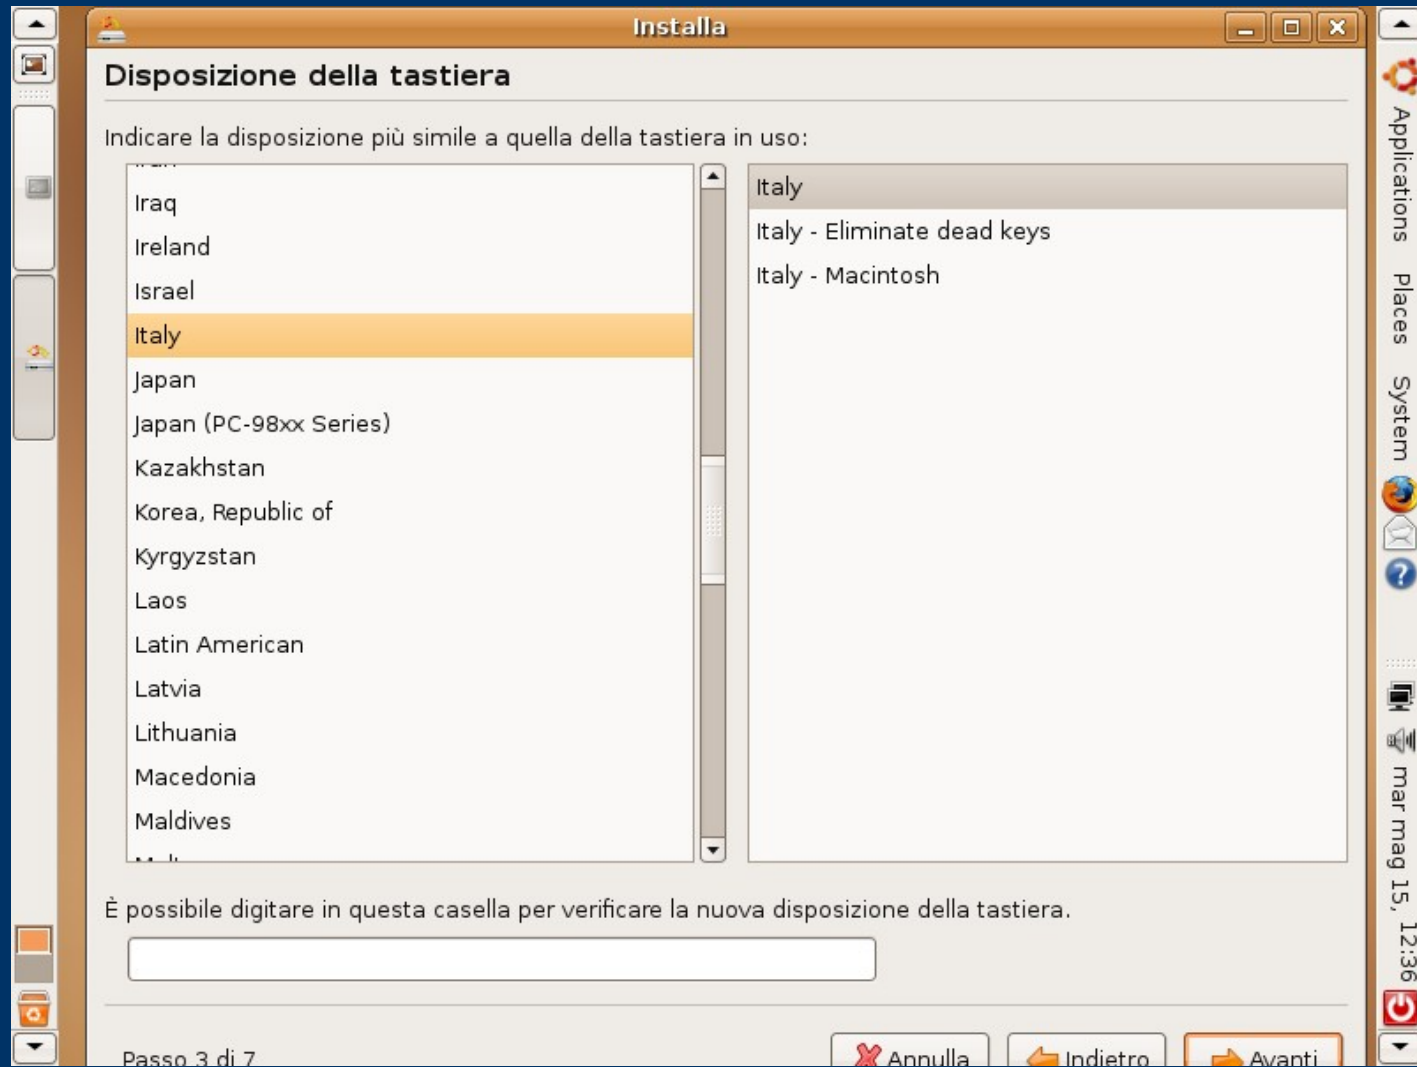 Installa
Disposizione della tastiera
Indicare la disposizione più simile a quella della tastiera in uso:
Iraq
Ireland
Israel
Italy
Japan
Japan (PC-98xx Series)
Kazakhstan
Korea, Republic of
Kyrgyzstan
Laos
Latin American
Latvia
Lithuania
Macedonia
Maldives
Italy
Italy - Eliminate dead keys
Italy - Macintosh
È possibile digitare in questa casella per verificare la nuova disposizione della tastiera.
Passo 3 di 7
Annulla
Indietro
Avanti
Applications Places System
mar mag 15, 12:36